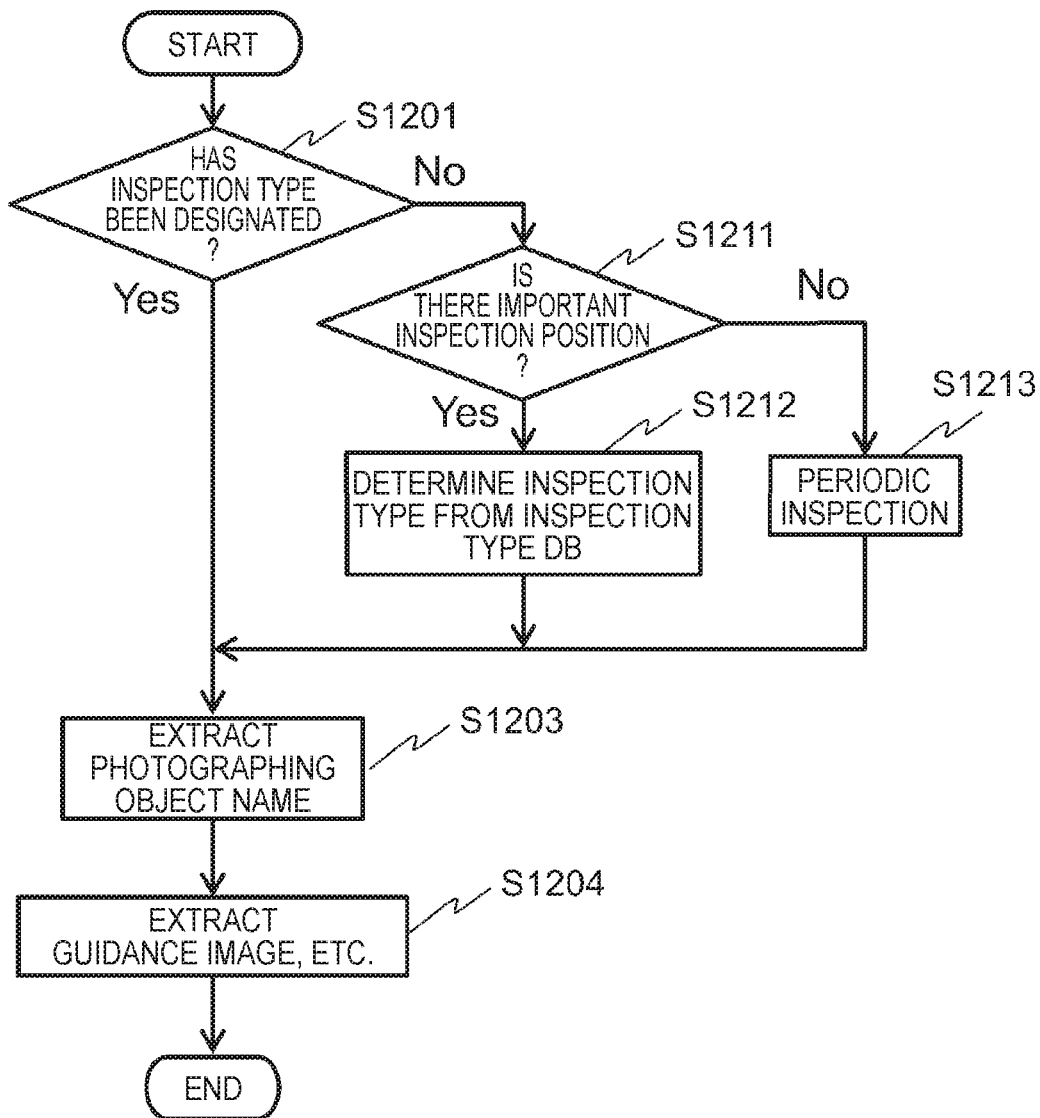 START
S1201
HAS
INSPECTION TYPE
BEEN DESIGNATED
?
No
Yes
S1211
IS
THERE IMPORTANT
INSPECTION POSITION
?
No
Yes
S1212
DETERMINE INSPECTION
TYPE FROM INSPECTION
TYPE DB
S1213
PERIODIC
INSPECTION
S1203
EXTRACT
PHOTOGRAPHING
OBJECT NAME
S1204
EXTRACT
GUIDANCE IMAGE, ETC.
END